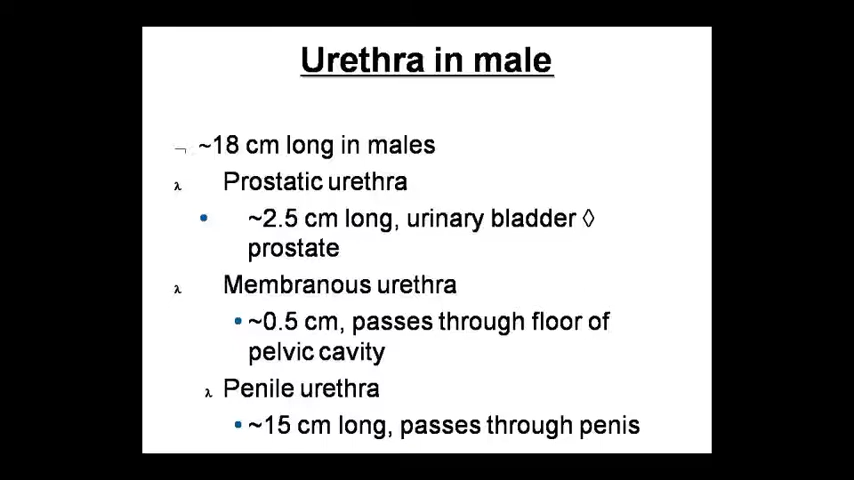 Urethra in male
¬ ~18 cm long in males
λ Prostatic urethra
• ~2.5 cm long, urinary bladder ◊
prostate
λ Membranous urethra
• ~0.5 cm, passes through floor of
pelvic cavity
λ Penile urethra
• ~15 cm long, passes through penis